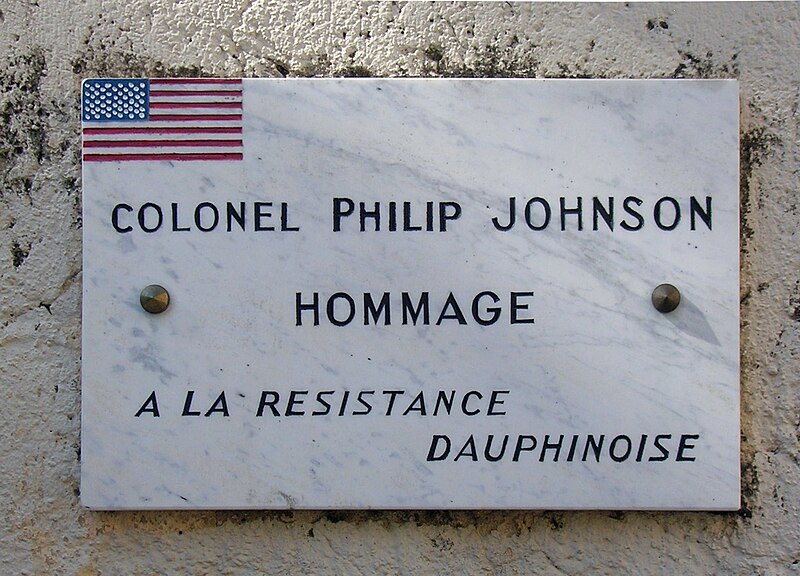 COLONEL PHILIP JOHNSON
HOMMAGE
A LA RESISTANCE
DAUPHINOISE